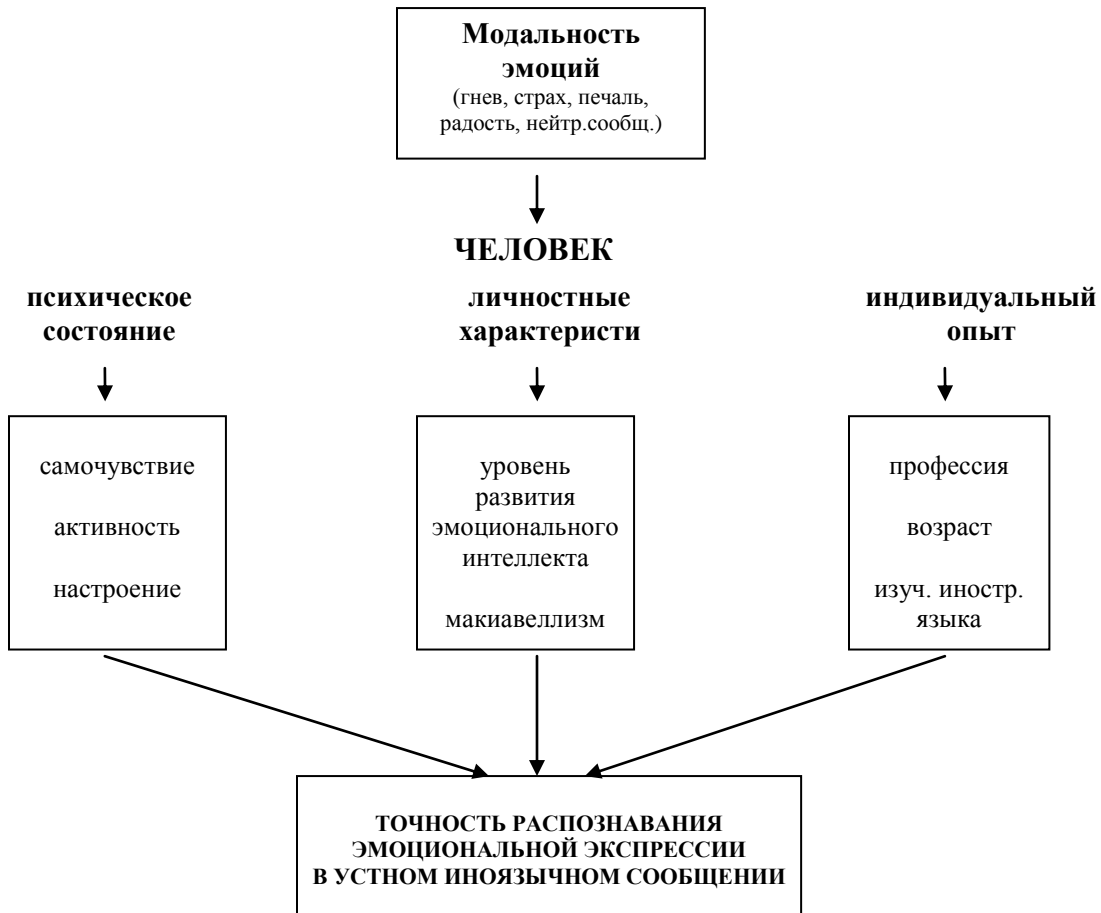 Модальность
эмоций
(гнев, страх, печаль,
радость, нейтр.сообщ.)
ЧЕЛОВЕК
психическое
состояние
личностные
характеристи
индивидуальный
опыт
самочувствие
активность
настроение
уровень
развития
эмоционального
интеллекта
макиавеллизм
профессия
возраст
изуч. иностр.
языка
ТОЧНОСТЬ РАСПОЗНАВАНИЯ
ЭМОЦИОНАЛЬНОЙ ЭКСПРЕССИИ
В УСТНОМ ИНОЯЗЫЧНОМ СООБЩЕНИИ